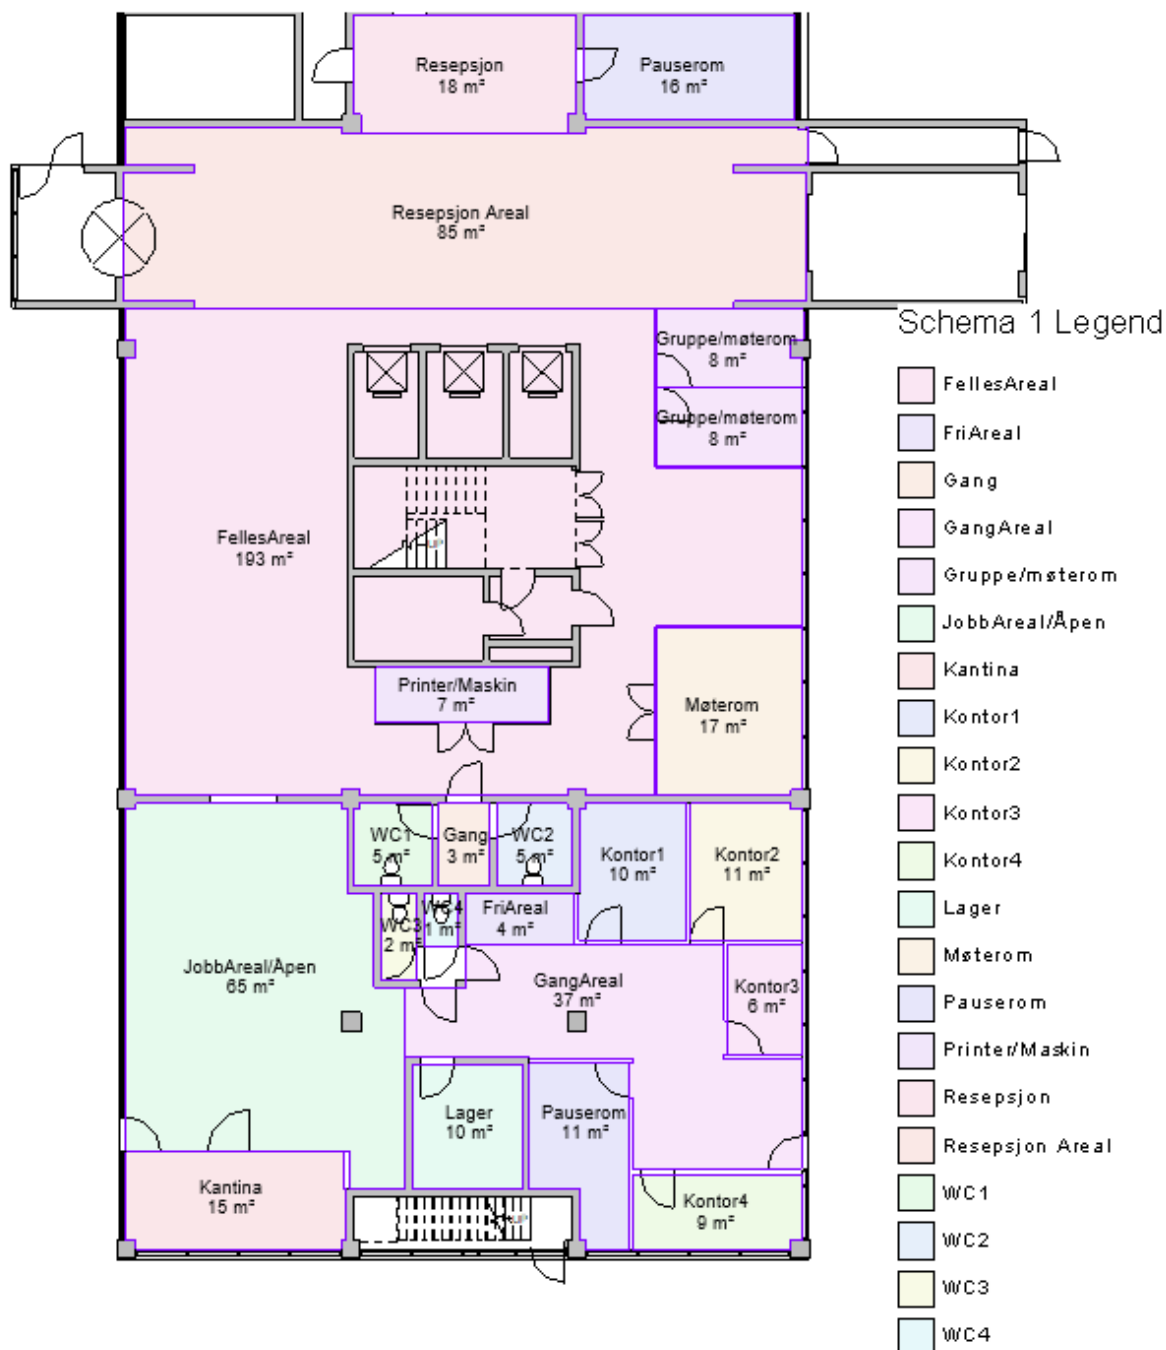 Resepsjon
18 m²
Pauserom
16 m²
Resepsjon Areal
85 m²
Gruppe/møterom
8 m²
Gruppe/møterom
8 m²
UP
FellesAreal
193 m²
Printer/Maskin
7 m²
Møterom
17 m²
WC1
5 m²
Gang
3 m²
WC2
5 m²
Kontor1
10 m²
Kontor2
11 m²
WC3
2 m²
WC4
1 m²
FriAreal
4 m²
JobbAreal/Åpen
65 m²
GangAreal
37 m²
Kontor3
6 m²
Lager
10 m²
Pauserom
11 m²
Kantina
15 m²
UP
Kontor4
9 m²
Schema 1 Legend
FellesAreal
FriAreal
Gang
GangAreal
Gruppe/møterom
JobbAreal/Åpen
Kantina
Kontor1
Kontor2
Kontor3
Kontor4
Lager
Møterom
Pauserom
Printer/Maskin
Resepsjon
Resepsjon Areal
WC1
WC2
WC3
WC4